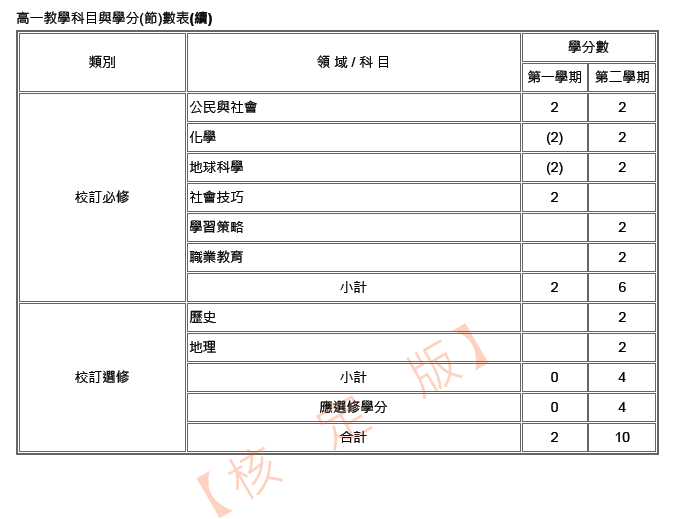 高一教學科目與學分(節)數表(續)
類別 領 域 / 科 目 學分數
第一學期 第二學期
校訂必修
公民與社會 2 2
化學 (2) 2
地球科學 (2) 2
社會技巧 2
學習策略 2
職業教育 2
小計 2 6
校訂選修
歷史 2
地理 2
小計 0 4
應選修學分 0 4
合計 2 10
【核定版】